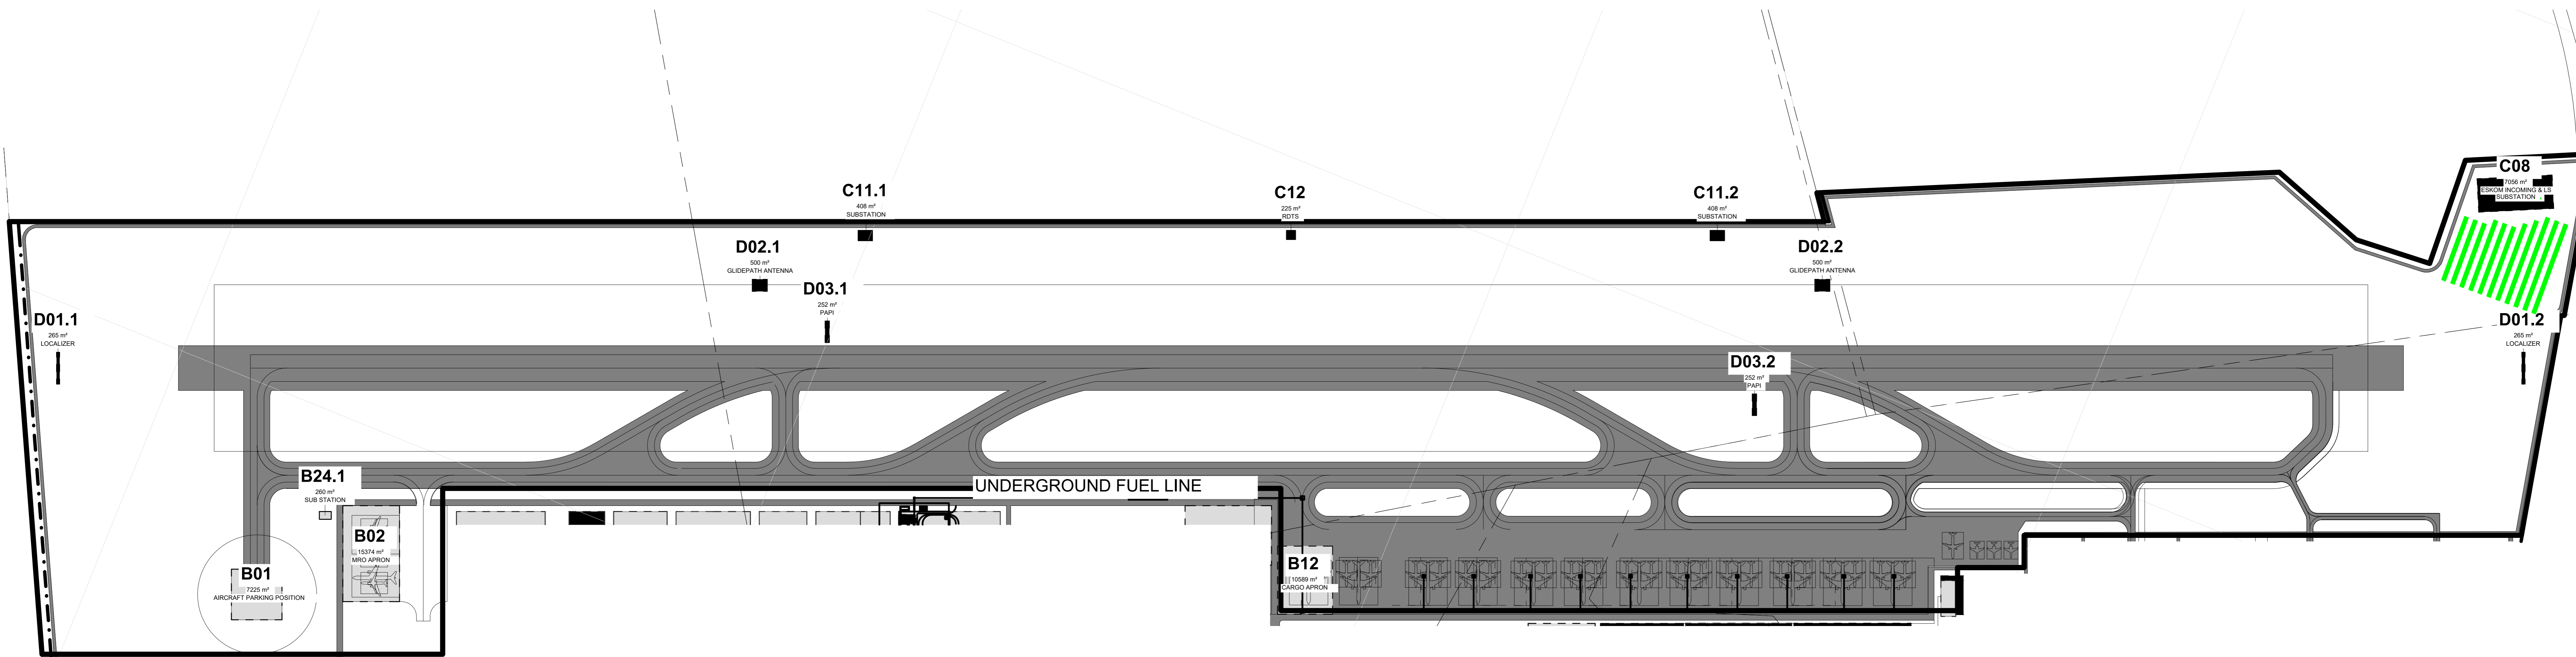 C08
7056 m²
ESKOM INCOMING & LS
SUBSTATION
C11.1
408 m²
SUBSTATION
C12
225 m²
RDTS
C11.2
408 m²
SUBSTATION
D02.1
500 m²
GLIDEPATH ANTENNA
D02.2
500 m²
GLIDEPATH ANTENNA
D03.1
252 m²
PAPI
D01.1
265 m²
LOCALIZER
D01.2
265 m²
LOCALIZER
D03.2
252 m²
PAPI
B24.1
260 m²
SUB STATION
UNDERGROUND FUEL LINE
B02
15374 m²
MRO APRON
B01
7225 m²
AIRCRAFT PARKING POSITION
B12
10589 m²
CARGO APRON